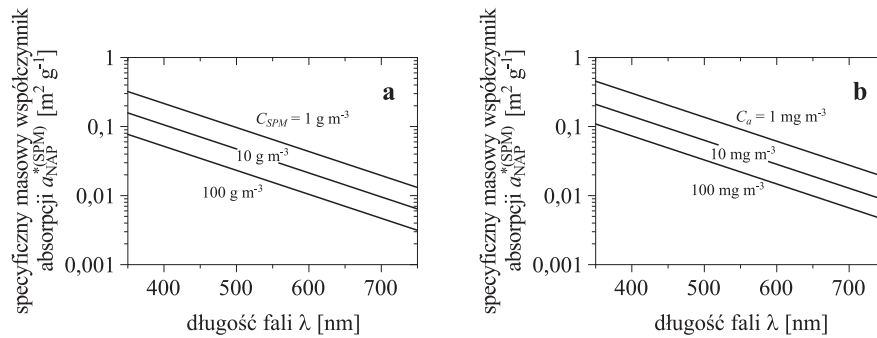 specyficzny masowy współczynnik
absorpcji a*(SPM)NAP [m² g⁻¹]
1
0,1
0,01
0,001
a
CSPM = 1 g m⁻³
10 g m⁻³
100 g m⁻³
400 500 600 700
długość fali λ [nm]
specyficzny masowy współczynnik
absorpcji a*(SPM)NAP [m² g⁻¹]
1
0,1
0,01
0,001
b
Ca = 1 mg m⁻³
10 mg m⁻³
100 mg m⁻³
400 500 600 700
długość fali λ [nm]